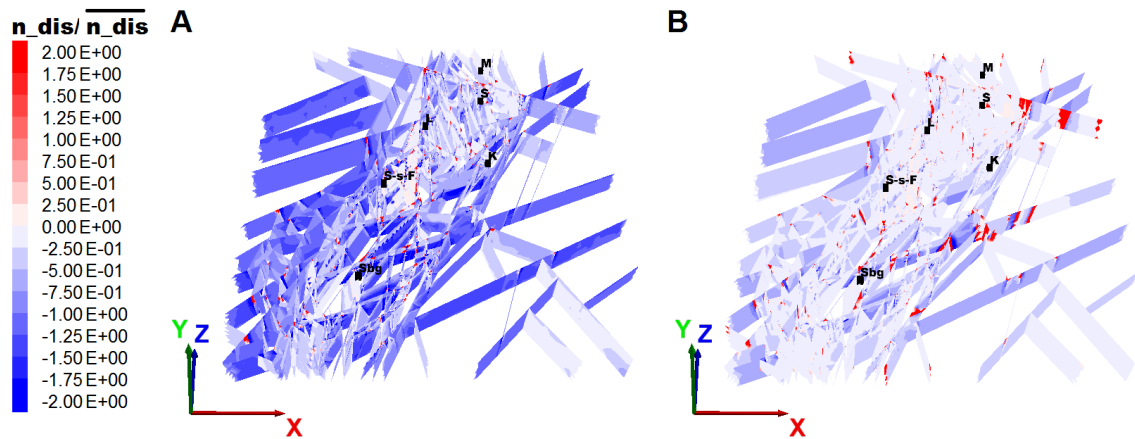 n_dis/ n_dis
2.00 E+00
1.75 E+00
1.50 E+00
1.25 E+00
1.00 E+00
7.50 E-01
5.00 E-01
2.50 E-01
0.00 E+00
-2.50 E-01
-5.00 E-01
-7.50 E-01
-1.00 E+00
-1.25 E+00
-1.50 E+00
-1.75 E+00
-2.00 E+00
A
M
S
L
K
S-s-F
Sbg
Y
Z
X
B
M
S
L
K
S-s-F
Sbg
Y
Z
X